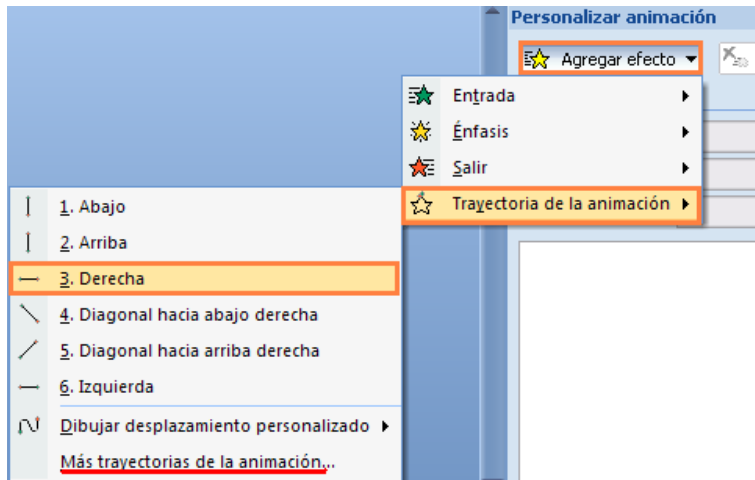 Personalizar animación
Agregar efecto
Entrada
Énfasis
Salir
Trayectoria de la animación
1. Abajo
2. Arriba
3. Derecha
4. Diagonal hacia abajo derecha
5. Diagonal hacia arriba derecha
6. Izquierda
Dibujar desplazamiento personalizado
Más trayectorias de la animación...